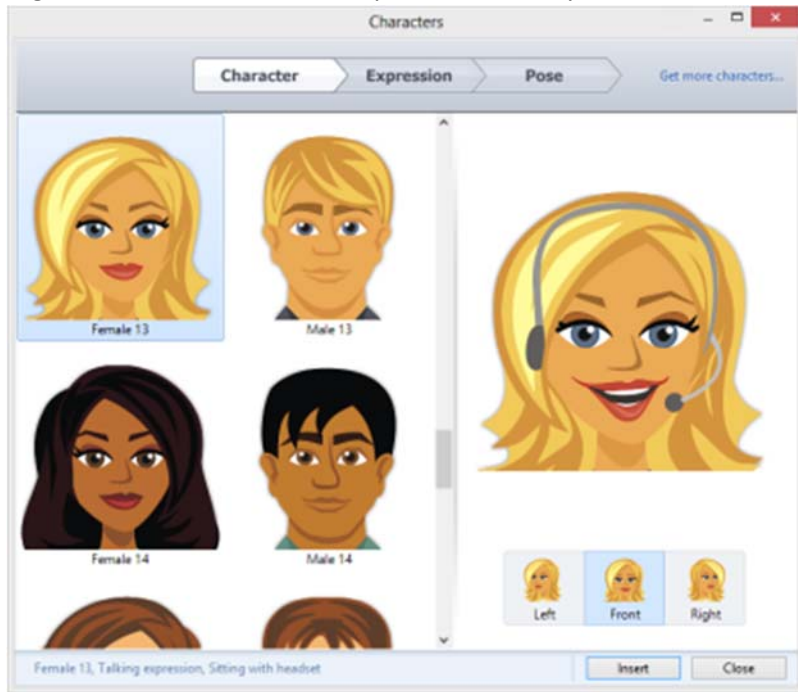 Characters
Character Expression Pose Get more characters...
Female 13 Male 13
Female 14 Male 14
Left Front Right
Female 13, Talking expression, Sitting with headset Insert Close